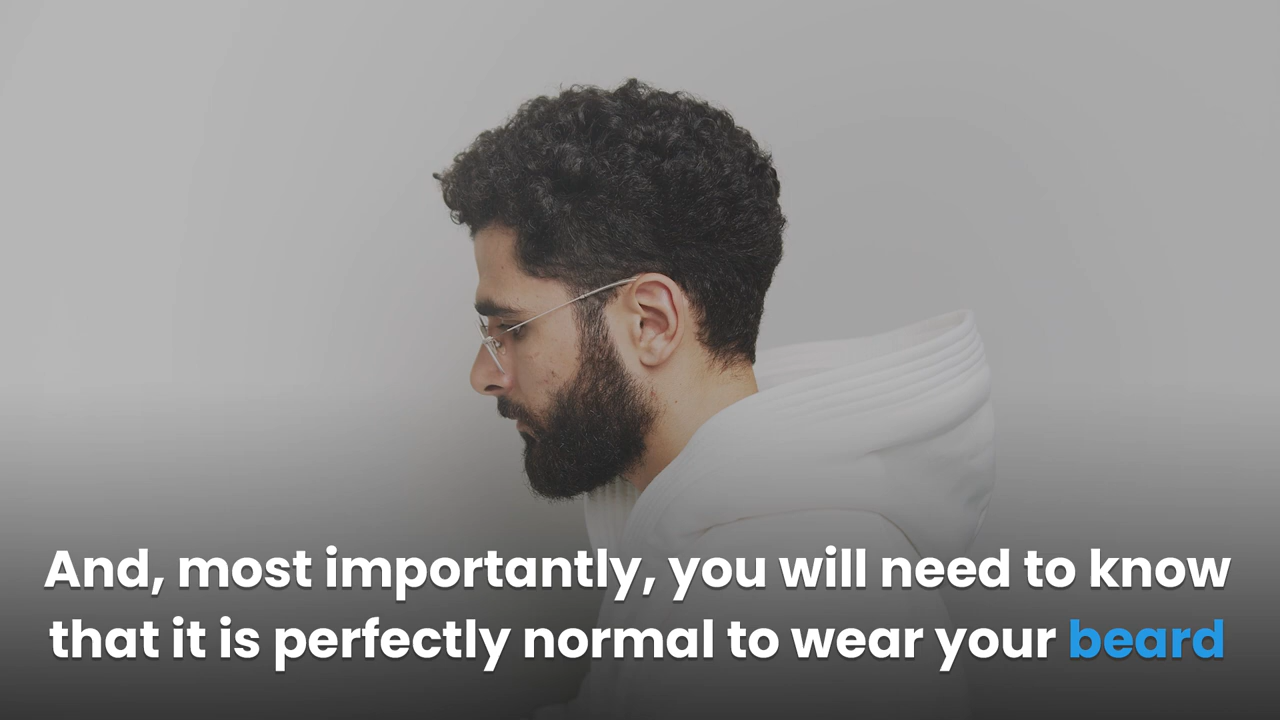 And, most importantly, you will need to know
that it is perfectly normal to wear your beard